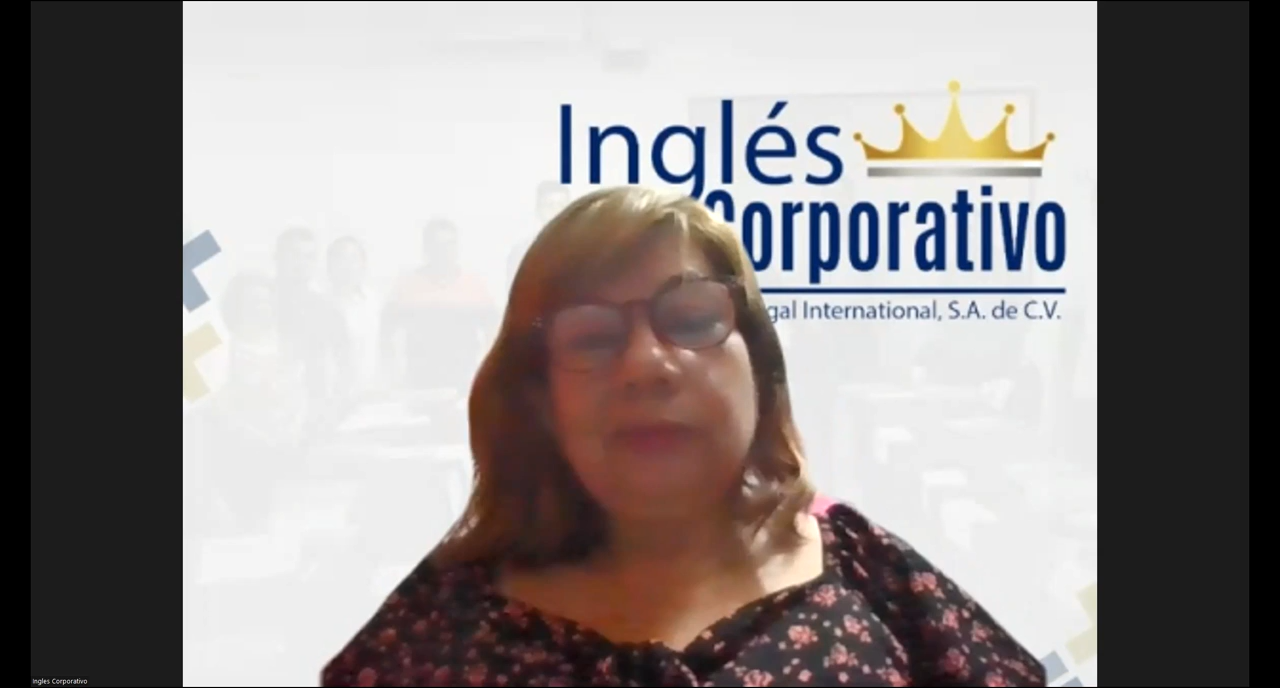 Inglés
Corporativo
gal International, S.A. de C.V.
Ingles Corporativo